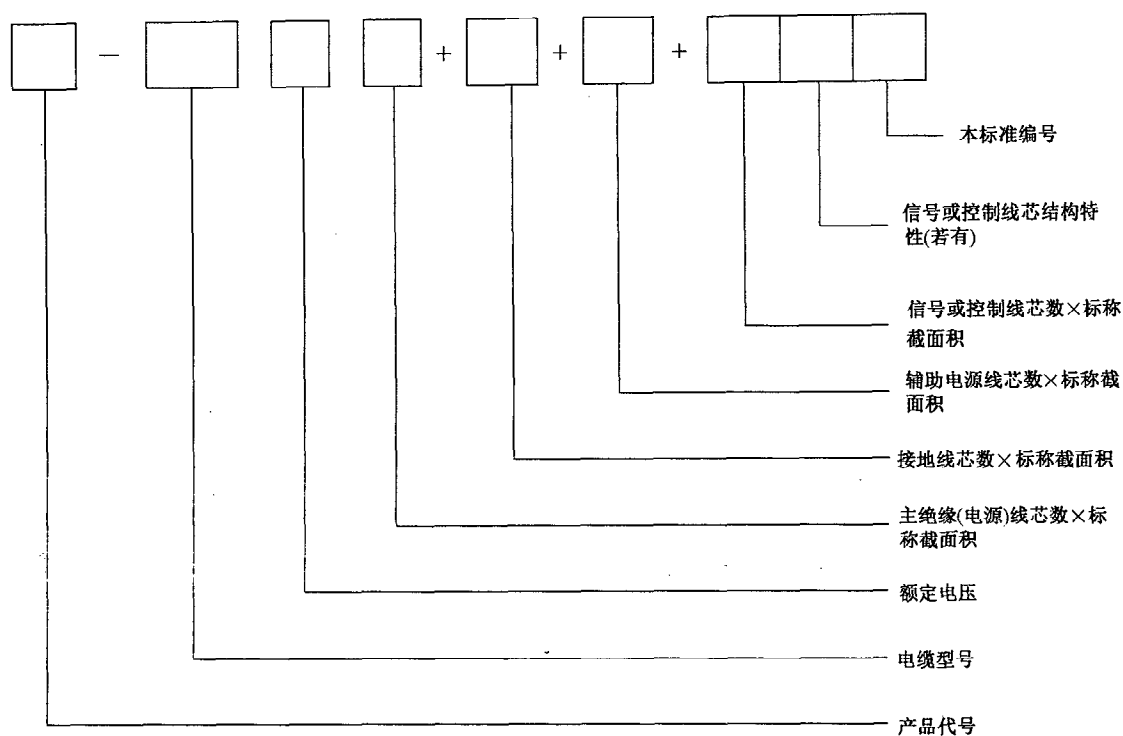 — + + +
本标准编号
信号或控制线芯结构特
性(若有)
信号或控制线芯数×标称
截面积
辅助电源线芯数×标称截
面积
接地线芯数×标称截面积
主绝缘(电源)线芯数×标
称截面积
额定电压
电缆型号
产品代号